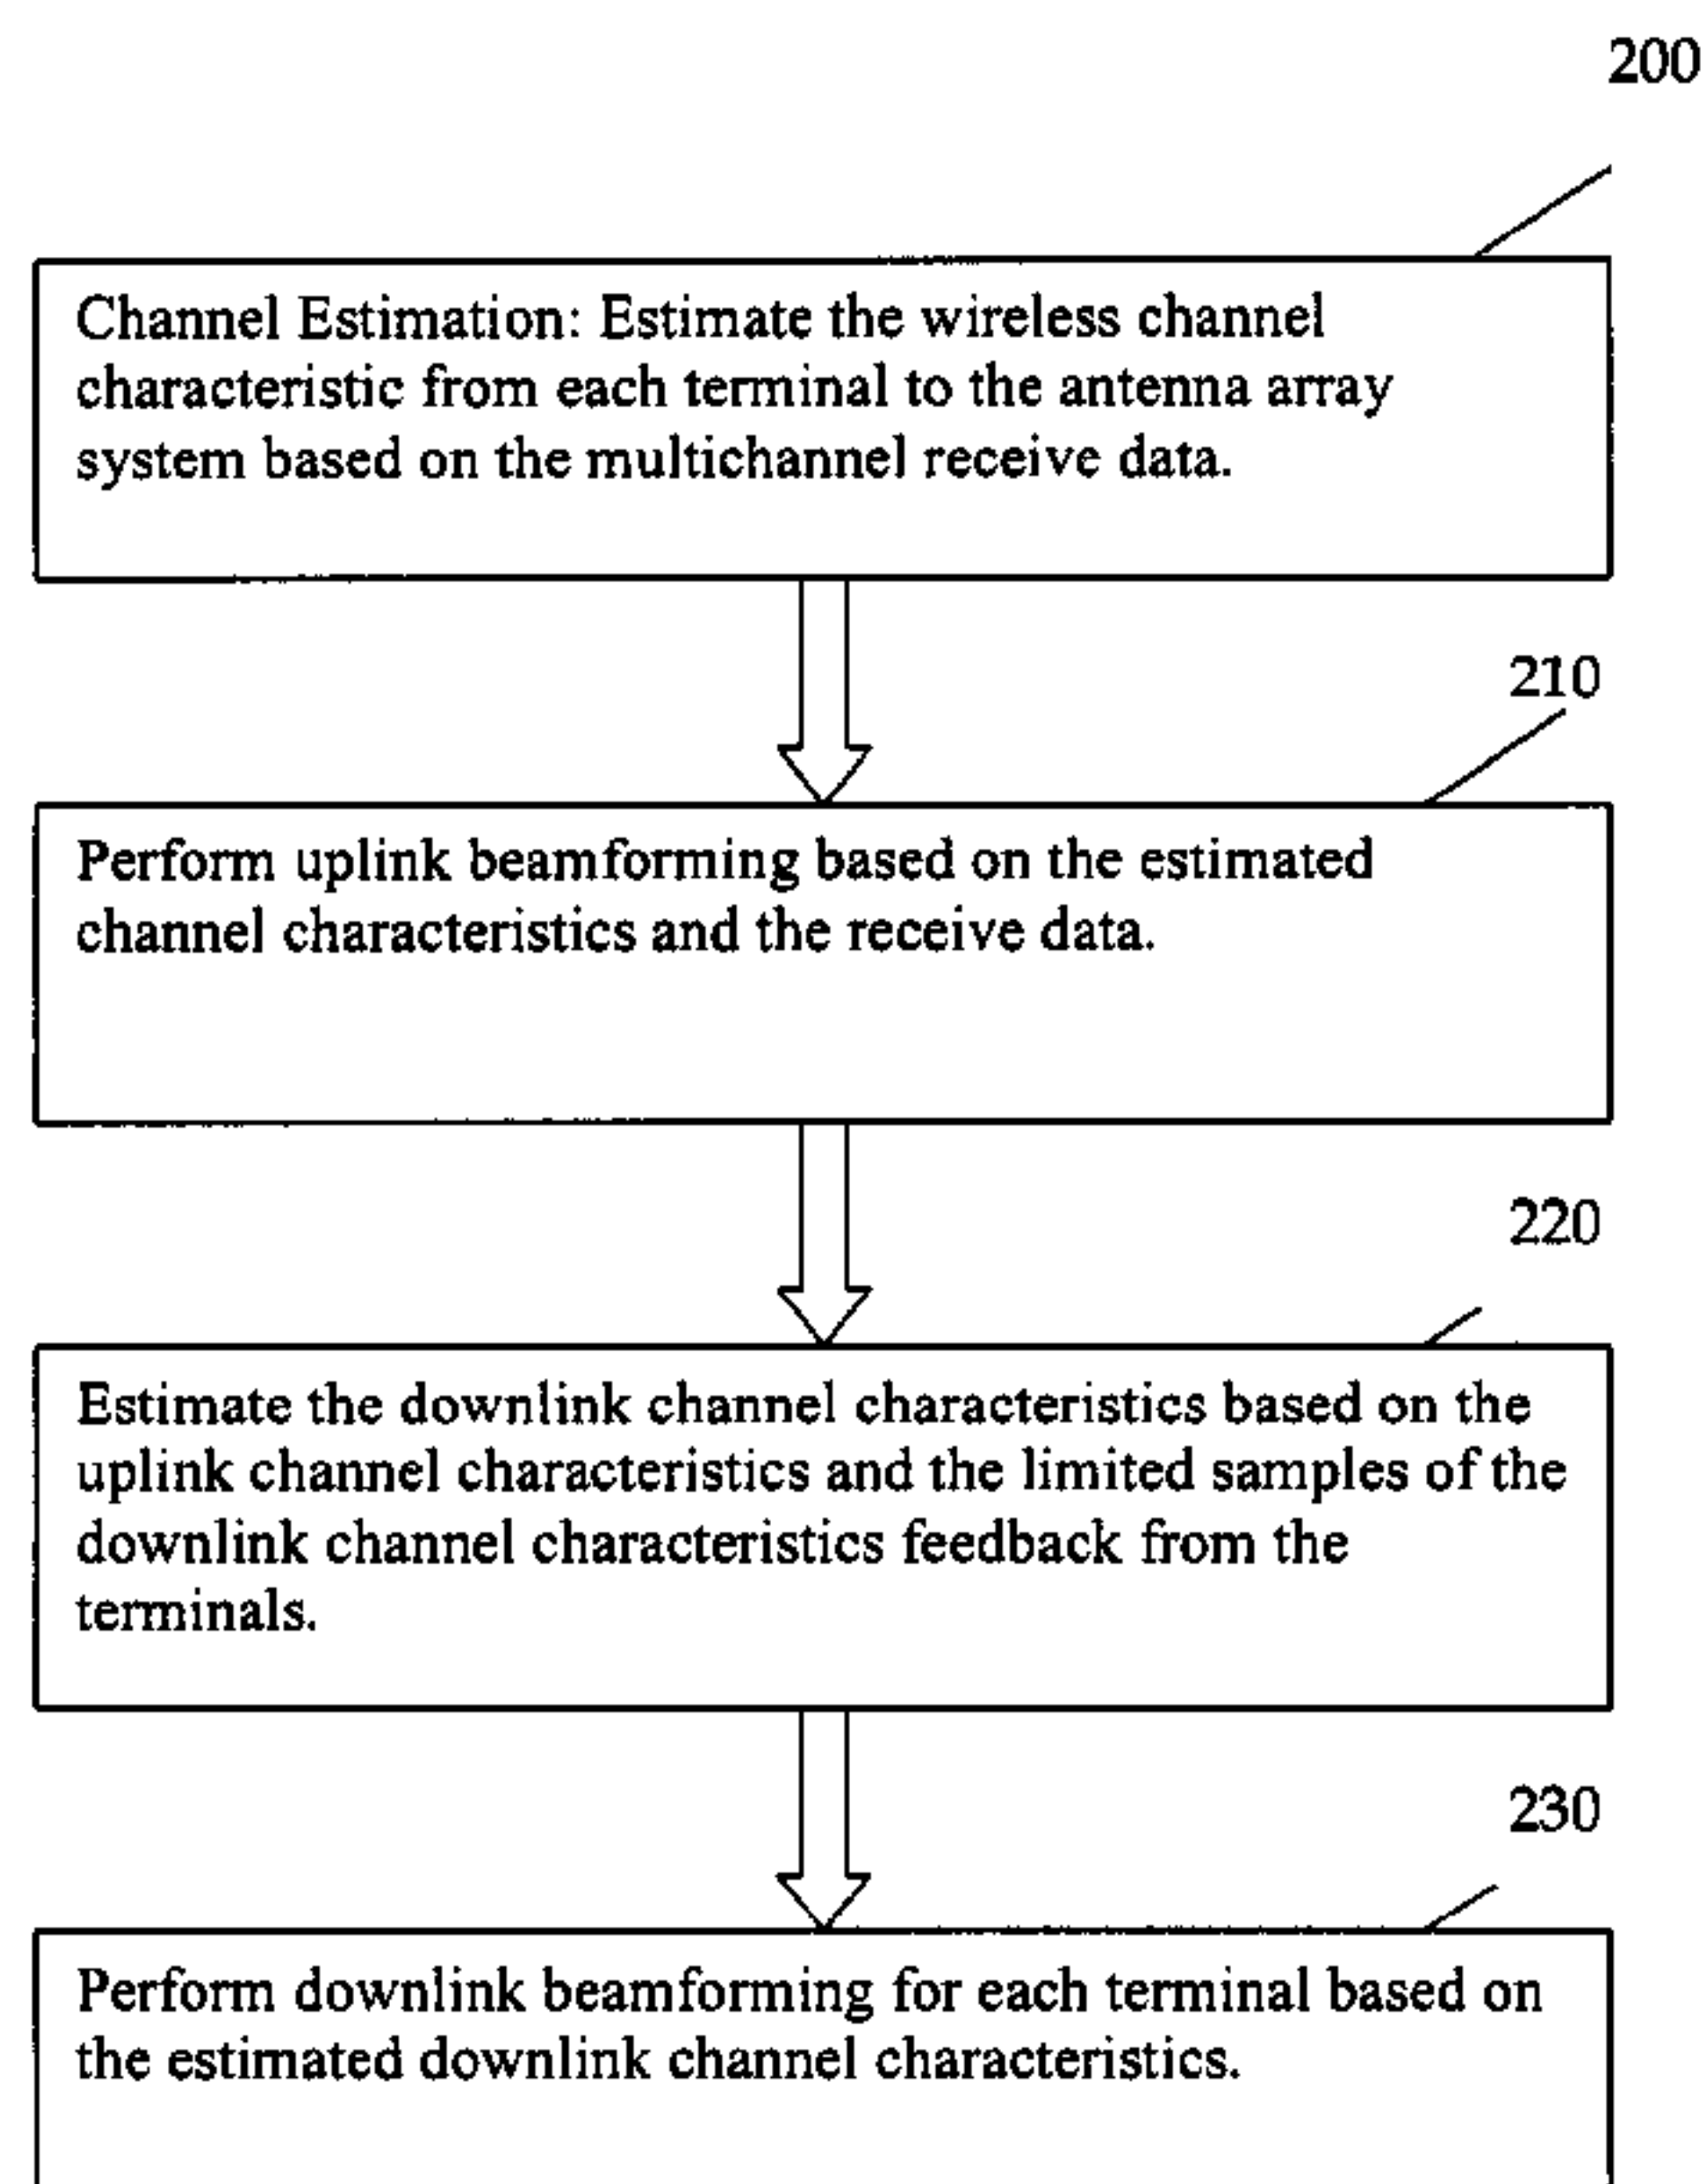 200
Channel Estimation: Estimate the wireless channel
characteristic from each terminal to the antenna array
system based on the multichannel receive data.
210
Perform uplink beamforming based on the estimated
channel characteristics and the receive data.
220
Estimate the downlink channel characteristics based on the
uplink channel characteristics and the limited samples of the
downlink channel characteristics feedback from the
terminals.
230
Perform downlink beamforming for each terminal based on
the estimated downlink channel characteristics.